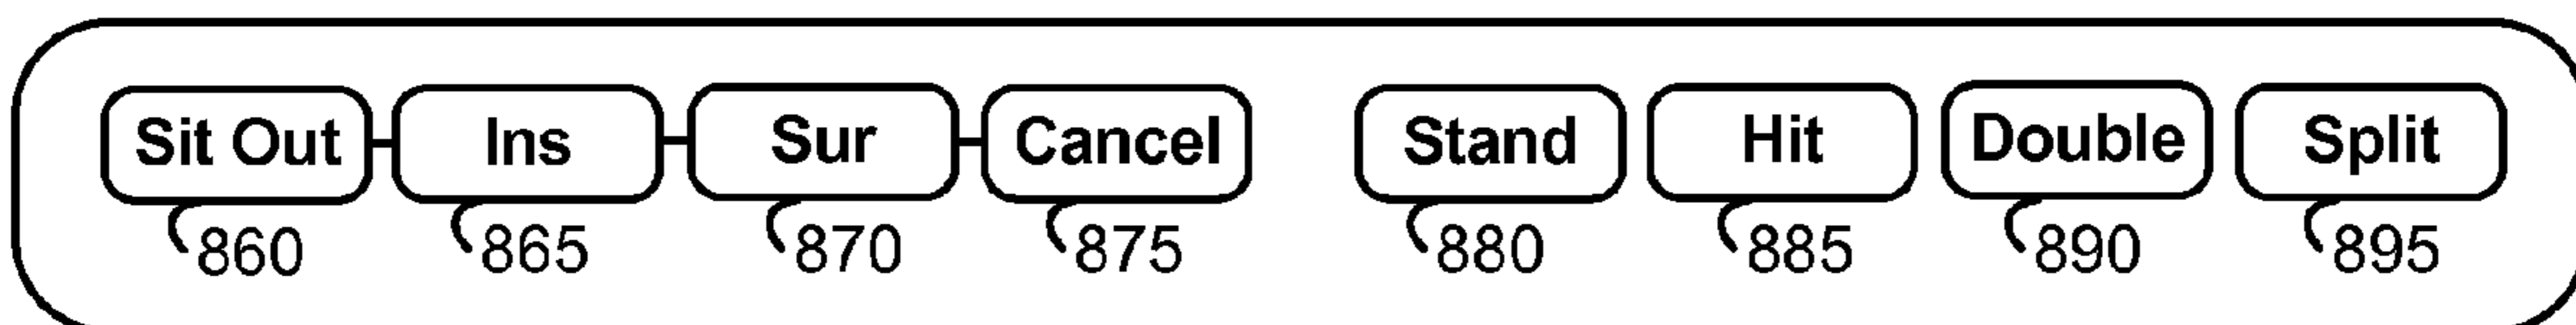 Sit Out Ins Sur Cancel Stand Hit Double Split
860 865 870 875 880 885 890 895